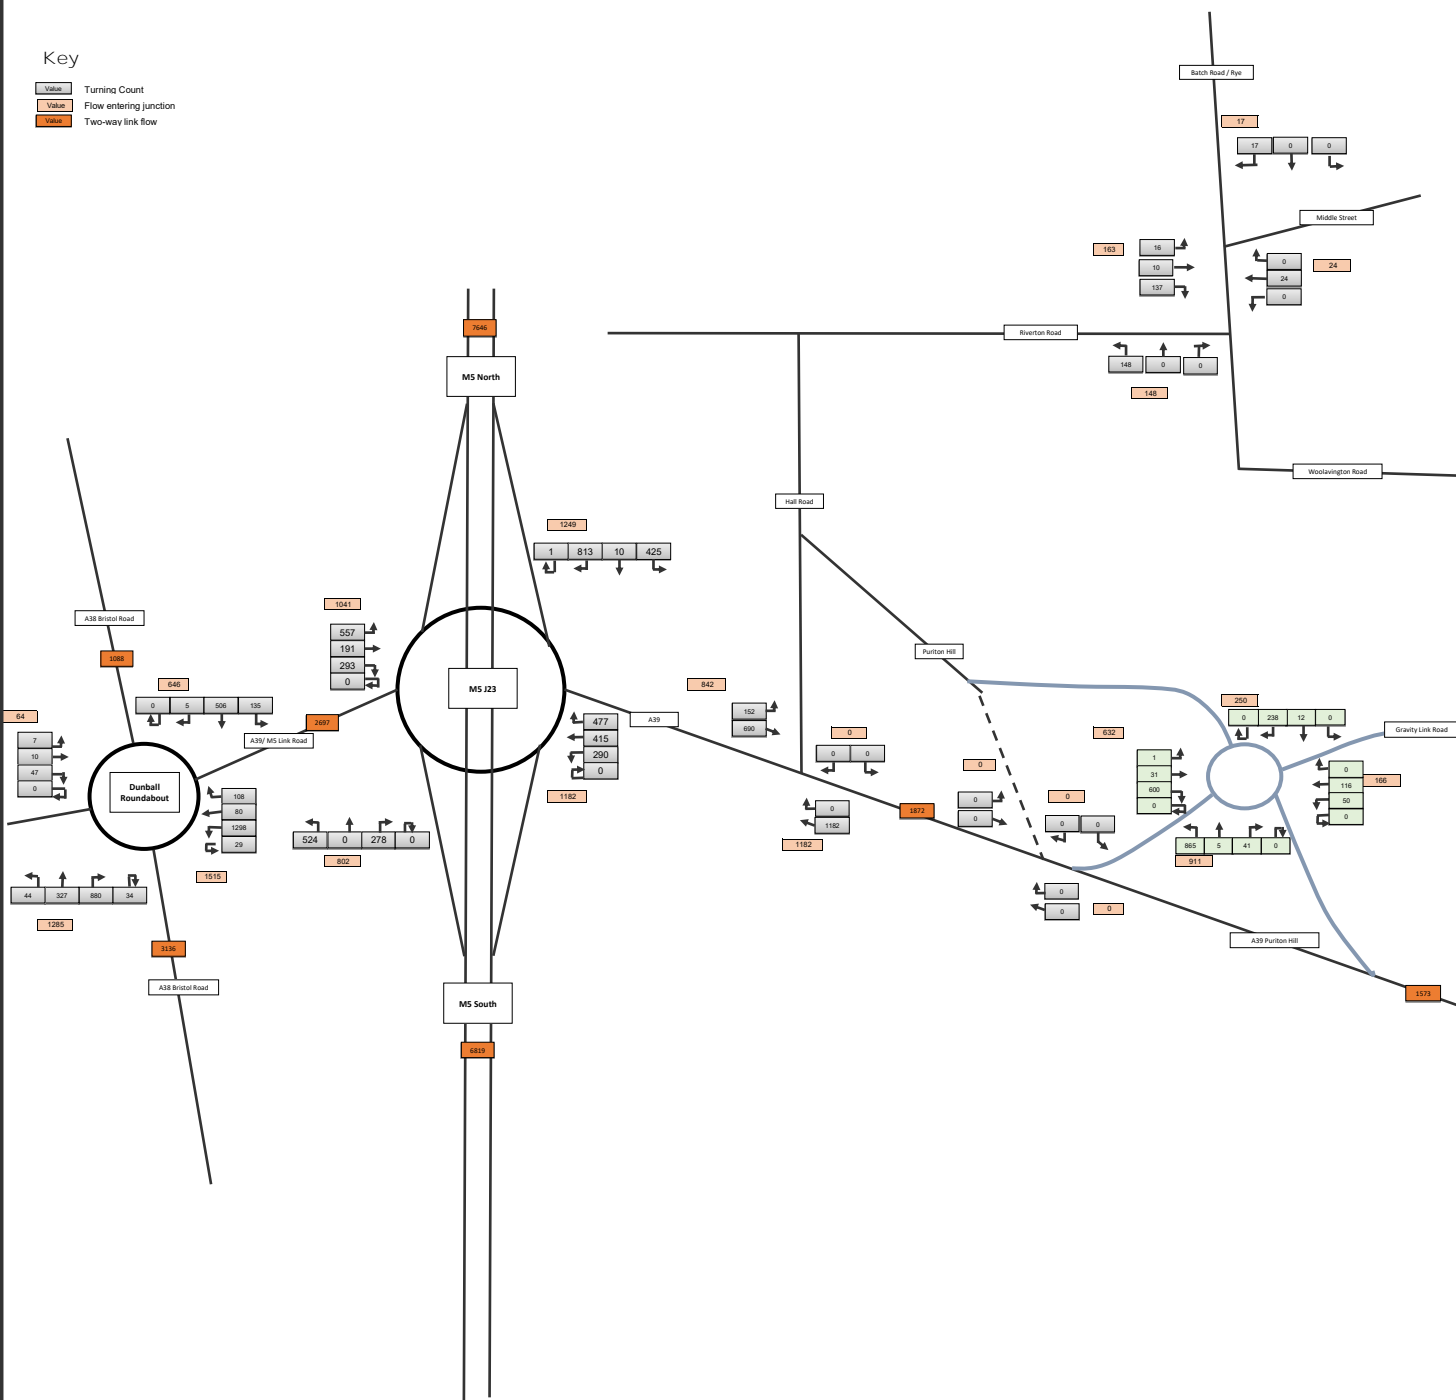 Key
Value Turning Count
Value Flow entering junction
Value Two-way link flow
Batch Road / Rye
17
17 0 0
Middle Street
163
16
10
137
0
24
0
24
Riverton Road
148 0 0
148
7646
M5 North
Woolavington Road
Hall Road
1249
1 813 10 425
1041
557
191
293
0
A38 Bristol Road
1088
646
0 5 506 135
64
7
10
47
0
2697
A39/ M5 Link Road
M5 J23
477
415
290
0
1182
A39
842
152
690
0
0 0
Puriton Hill
632
1
31
600
0
250
0 238 12 0
Gravity Link Road
0
116
50
0
166
Dunball
Roundabout
108
80
1298
29
1515
524 0 278 0
802
0
1182
1182
1872
0
0
0
0
0 0
865 5 41 0
911
44 327 880 34
1285
0
0
0
3136
A38 Bristol Road
A39 Puriton Hill
1573
M5 South
6819